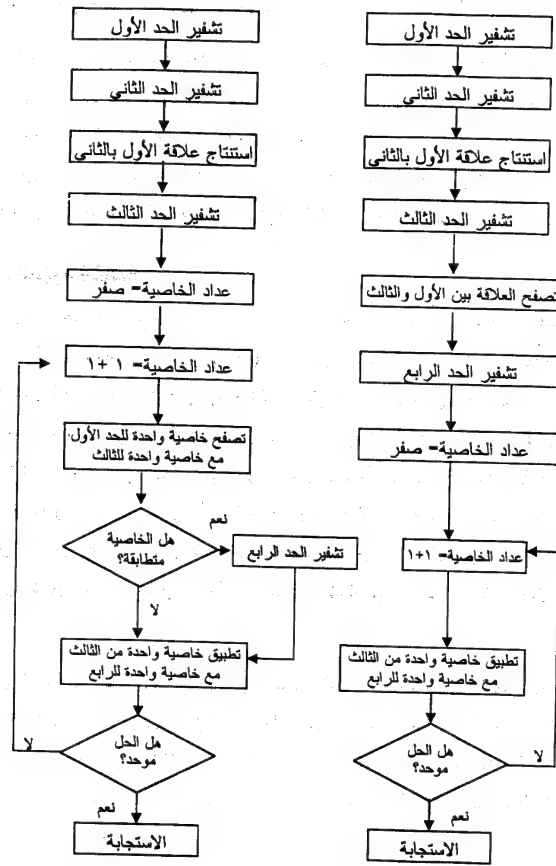 تشفير الحد الأول
تشفير الحد الثاني
استنتاج علاقة الأول بالثاني
تشفير الحد الثالث
تصفح العلاقة بين الأول والثالث
تشفير الحد الرابع
عداد الخاصية= صفر
عداد الخاصية= ١+١
تطبيق خاصية واحدة من الثالث
مع خاصية واحدة للرابع
هل الحل
موحد؟
لا
نعم
الاستجابة
تشفير الحد الأول
تشفير الحد الثاني
استنتاج علاقة الأول بالثاني
تشفير الحد الثالث
عداد الخاصية= صفر
عداد الخاصية= ١ +١
تصفح خاصية واحدة للحد الأول
مع خاصية واحدة للثالث
هل الخاصية
متطابقة؟
نعم
تشفير الحد الرابع
لا
تطبيق خاصية واحدة من الثالث
مع خاصية واحدة للرابع
هل الحل
موحد؟
لا
نعم
الاستجابة